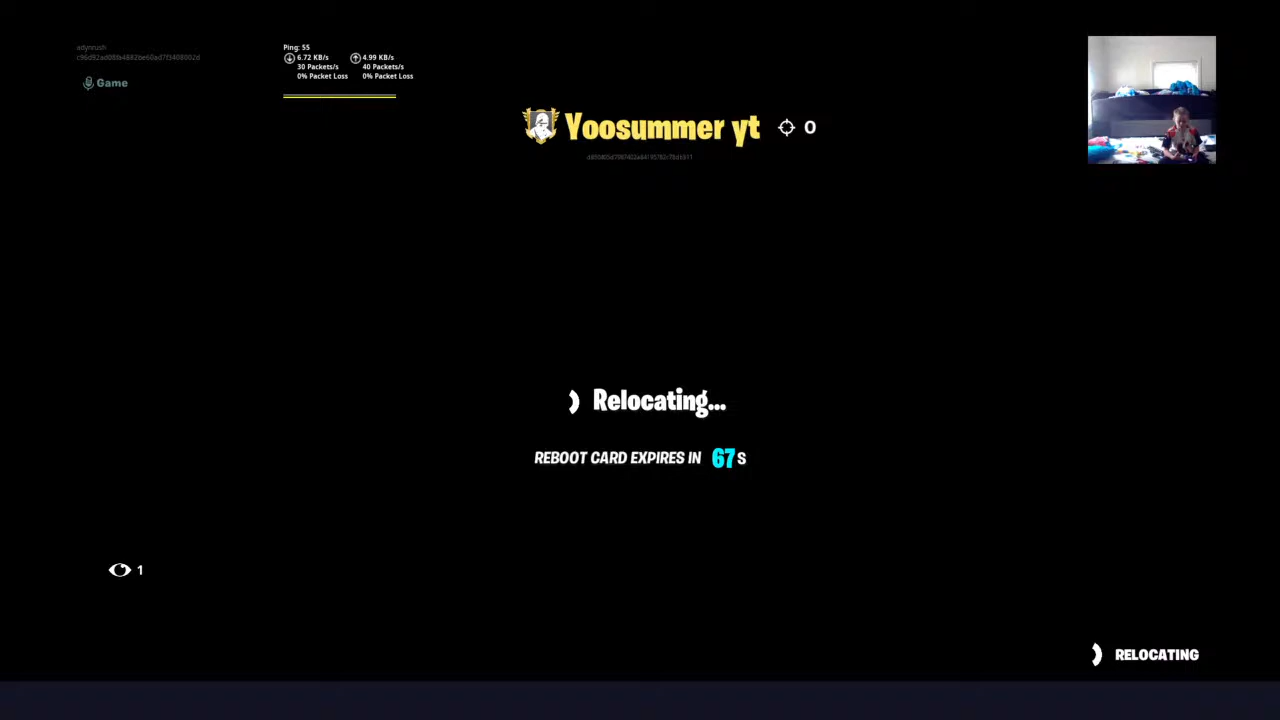 adynrush
Ping: 55
6.72 KB/s 4.99 KB/s
30 Packets/s 40 Packets/s
0% Packet Loss 0% Packet Loss
Game
Yoosummer yt 0
Relocating...
REBOOT CARD EXPIRES IN 67S
1
RELOCATING